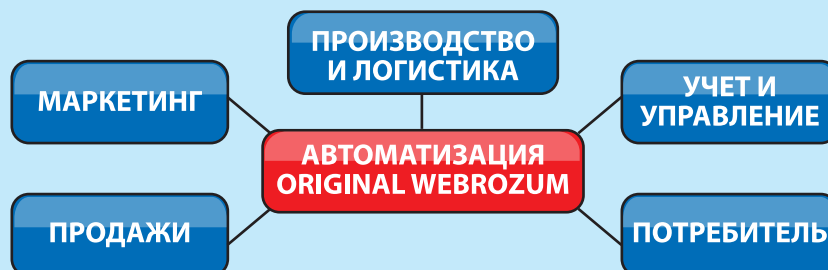 ПРОИЗВОДСТВО
И ЛОГИСТИКА
МАРКЕТИНГ
УЧЕТ И
УПРАВЛЕНИЕ
АВТОМАТИЗАЦИЯ
ORIGINAL WEBROZUM
ПРОДАЖИ
ПОТРЕБИТЕЛЬ